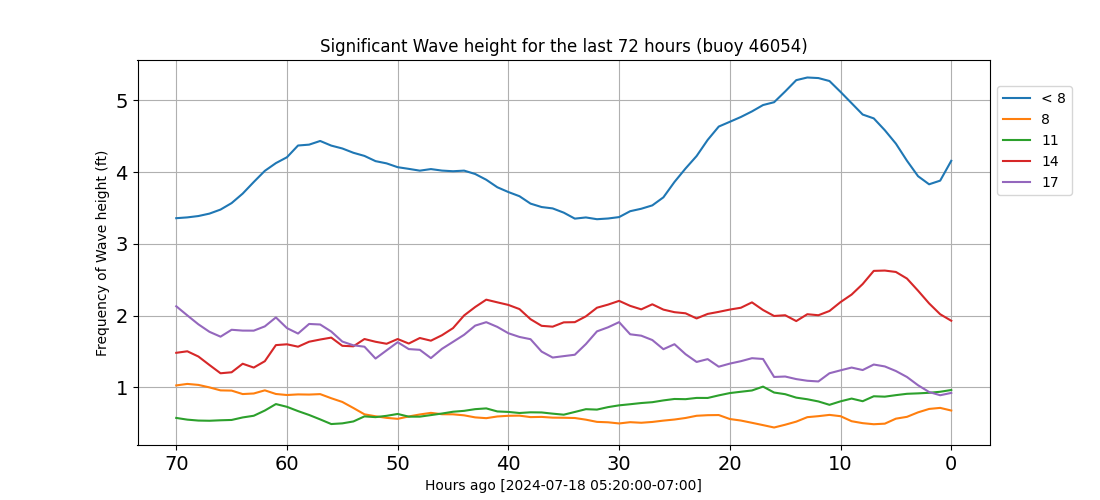 Significant Wave height for the last 72 hours (buoy 46054)
Frequency of Wave height (ft)
5
4
3
2
1
70 60 50 40 30 20 10 0
Hours ago [2024-07-18 05:20:00-07:00]
< 8
8
11
14
17